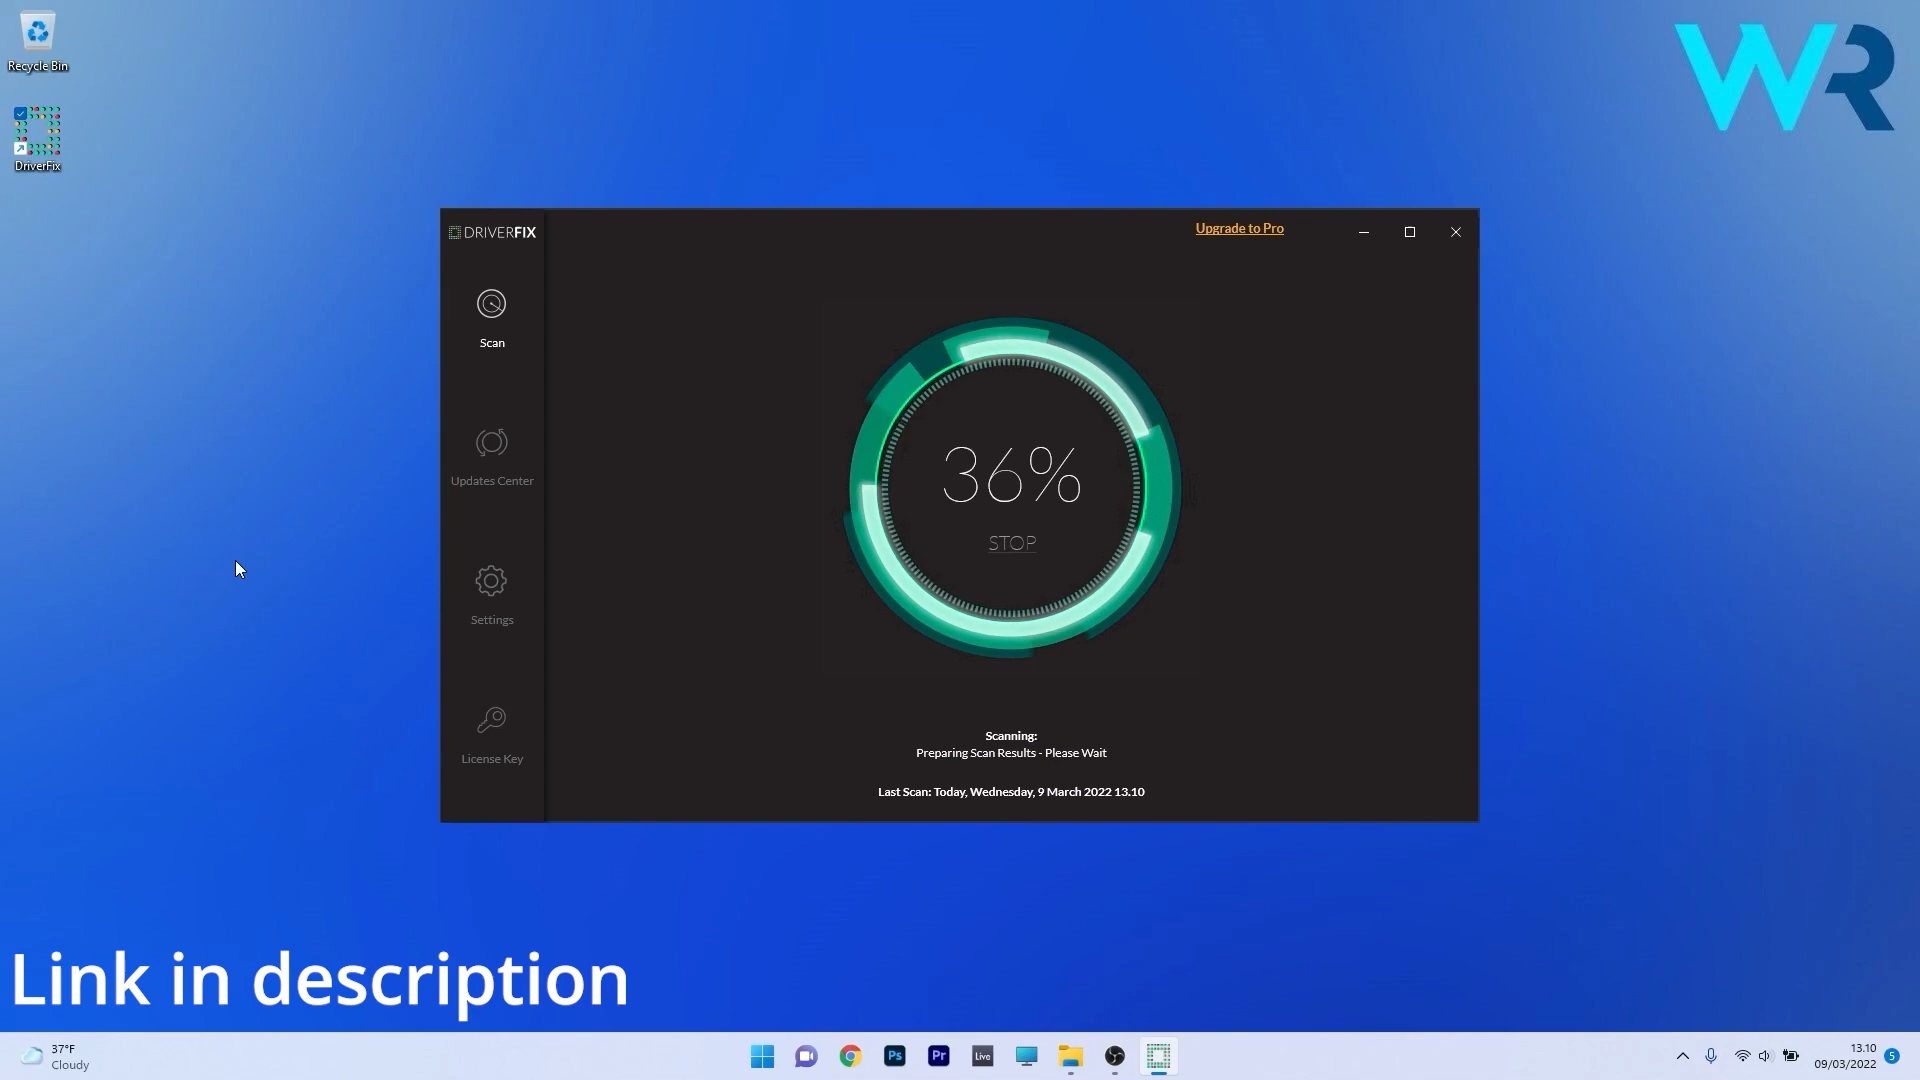 Recycle Bin
WR
DriverFix
DRIVERFIX
Upgrade to Pro
Scan
Updates Center
Settings
License Key
36%
STOP
Scanning:
Preparing Scan Results - Please Wait
Last Scan: Today, Wednesday, 9 March 2022 13.10
Link in description
37°F
Cloudy
Ps
Pr
Live
13.10
09/03/2022
5